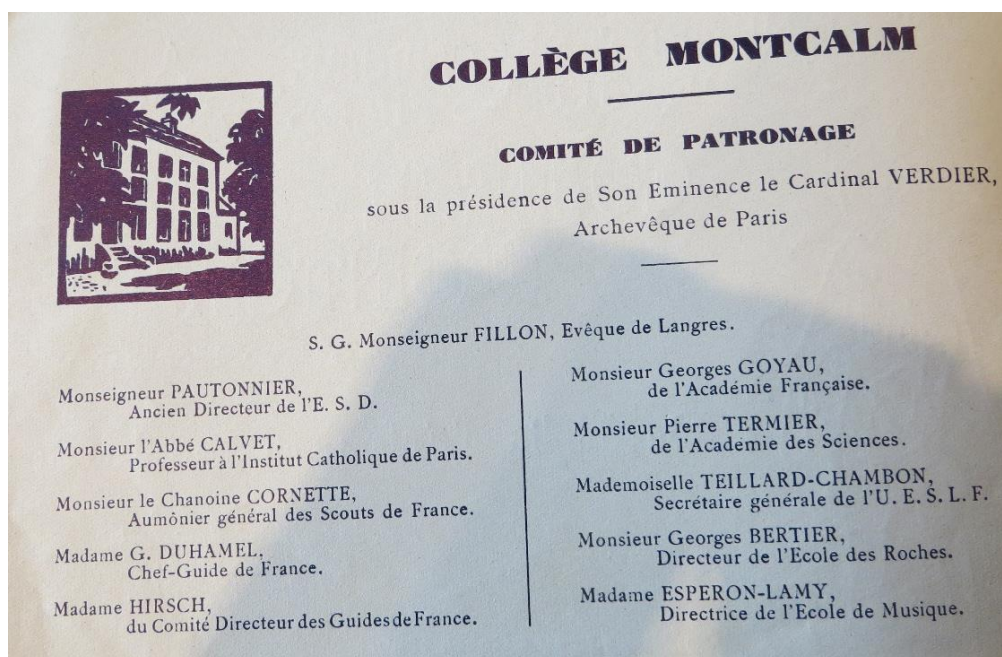 COLLÈGE MONTCALM
COMITÉ DE PATRONAGE
sous la présidence de Son Eminence le Cardinal VERDIER,
Archevêque de Paris
S. G. Monseigneur FILLON, Evêque de Langres.
Monseigneur PAUTONNIER,
Ancien Directeur de l'E. S. D.
Monsieur l'Abbé CALVET,
Professeur à l'Institut Catholique de Paris.
Monsieur le Chanoine CORNETTE,
Aumônier général des Scouts de France.
Madame G. DUHAMEL,
Chef-Guide de France.
Madame HIRSCH,
du Comité Directeur des Guides de France.
Monsieur Georges GOYAU,
de l'Académie Française.
Monsieur Pierre TERMIER,
de l'Académie des Sciences.
Mademoiselle TEILLARD-CHAMBON,
Secrétaire générale de l'U. E. S. L. F.
Monsieur Georges BERTIER,
Directeur de l'Ecole des Roches.
Madame ESPERON-LAMY,
Directrice de l'Ecole de Musique.